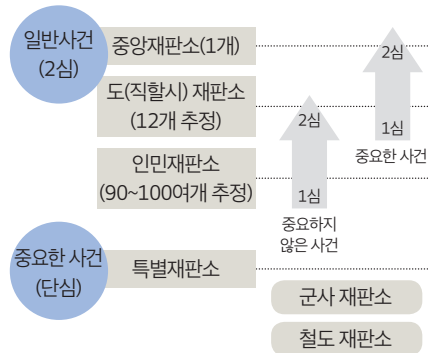 일반사건
(2심)
중앙재판소(1개)
도(직할시) 재판소
(12개 추정)
인민재판소
(90~100여개 추정)
2심
1심
중요하지
않은 사건
2심
1심
중요한 사건
중요한 사건
(단심)
특별재판소
군사 재판소
철도 재판소